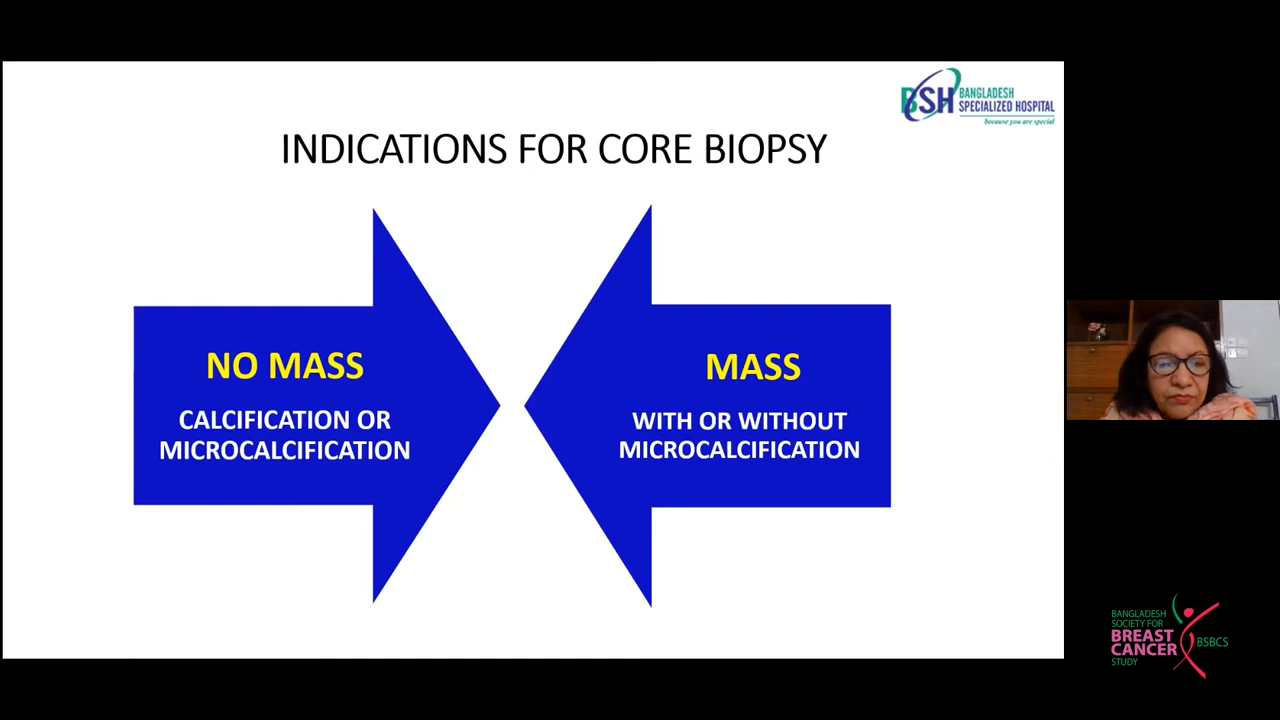 BSH BANGLADESH
SPECIALIZED HOSPITAL
because you are special
INDICATIONS FOR CORE BIOPSY
NO MASS
CALCIFICATION OR
MICROCALCIFICATION
MASS
WITH OR WITHOUT
MICROCALCIFICATION
BANGLADESH
SOCIETY FOR
BREAST
CANCER
STUDY
BSBCS